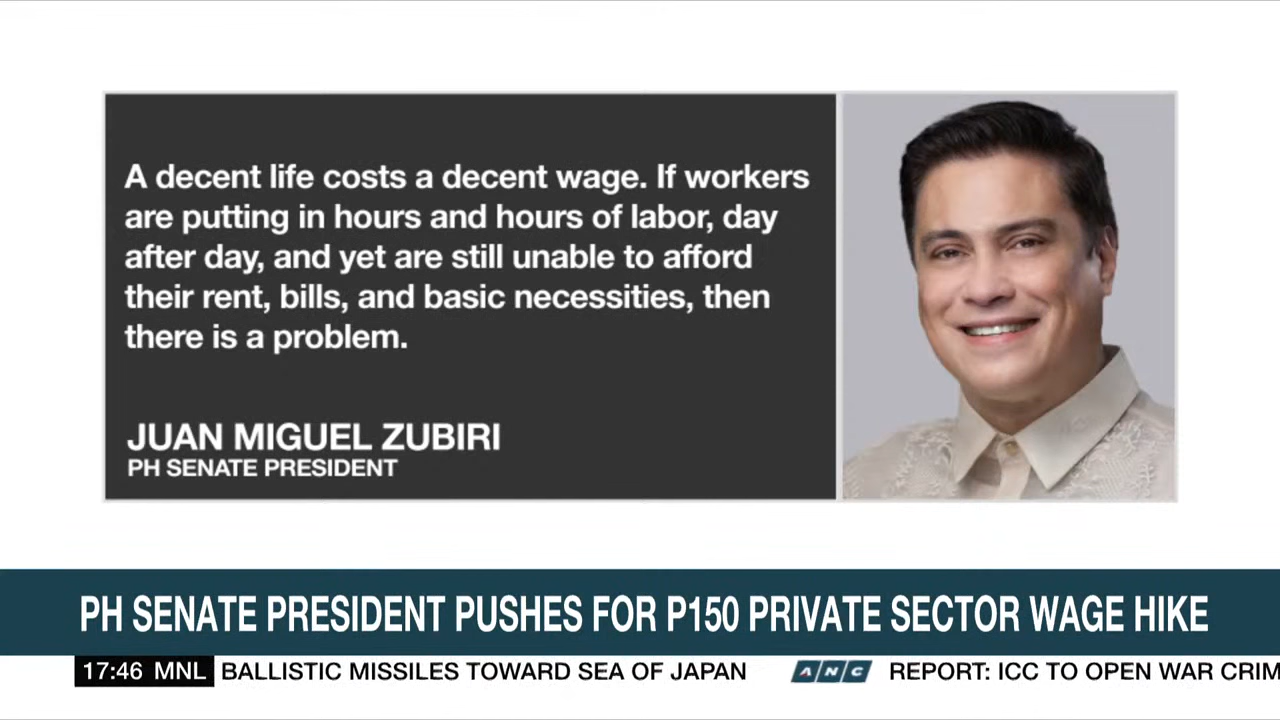 A decent life costs a decent wage. If workers
are putting in hours and hours of labor, day
after day, and yet are still unable to afford
their rent, bills, and basic necessities, then
there is a problem.
JUAN MIGUEL ZUBIRI
PH SENATE PRESIDENT
PH SENATE PRESIDENT PUSHES FOR P150 PRIVATE SECTOR WAGE HIKE
17:46 MNL BALLISTIC MISSILES TOWARD SEA OF JAPAN ANC REPORT: ICC TO OPEN WAR CRIM